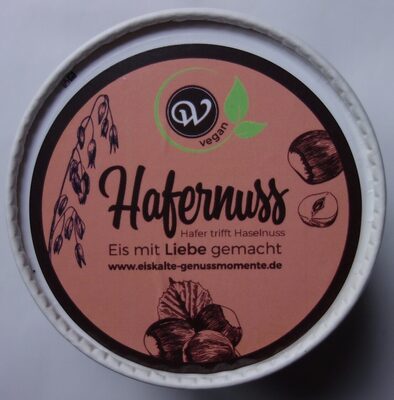 W
vegan
Hafernuss
Hafer trifft Haselnuss
Eis mit Liebe gemacht
www.eiskalte-genussmomente.de